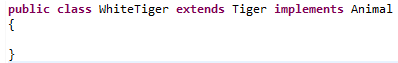 public class WhiteTiger extends Tiger implements Animal
{
}